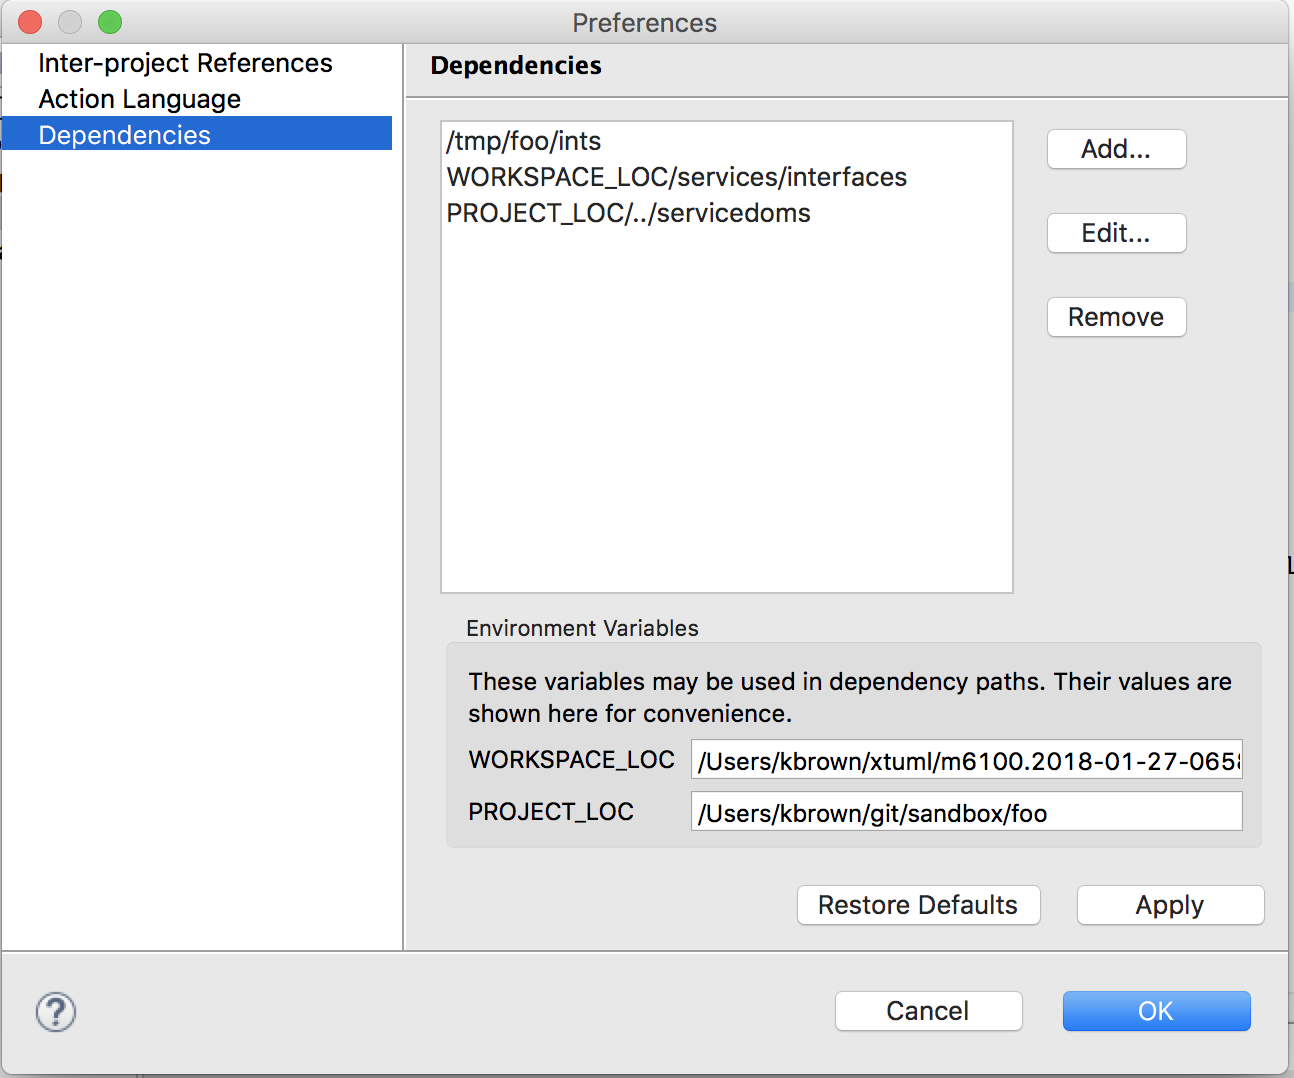 Preferences
Inter-project References
Action Language
Dependencies
Dependencies
/tmp/foo/ints
WORKSPACE_LOC/services/interfaces
PROJECT_LOC/../servicedoms
Add...
Edit...
Remove
Environment Variables
These variables may be used in dependency paths. Their values are
shown here for convenience.
WORKSPACE_LOC /Users/kbrown/xtuml/m6100.2018-01-27-065
PROJECT_LOC /Users/kbrown/git/sandbox/foo
Restore Defaults Apply
? Cancel OK